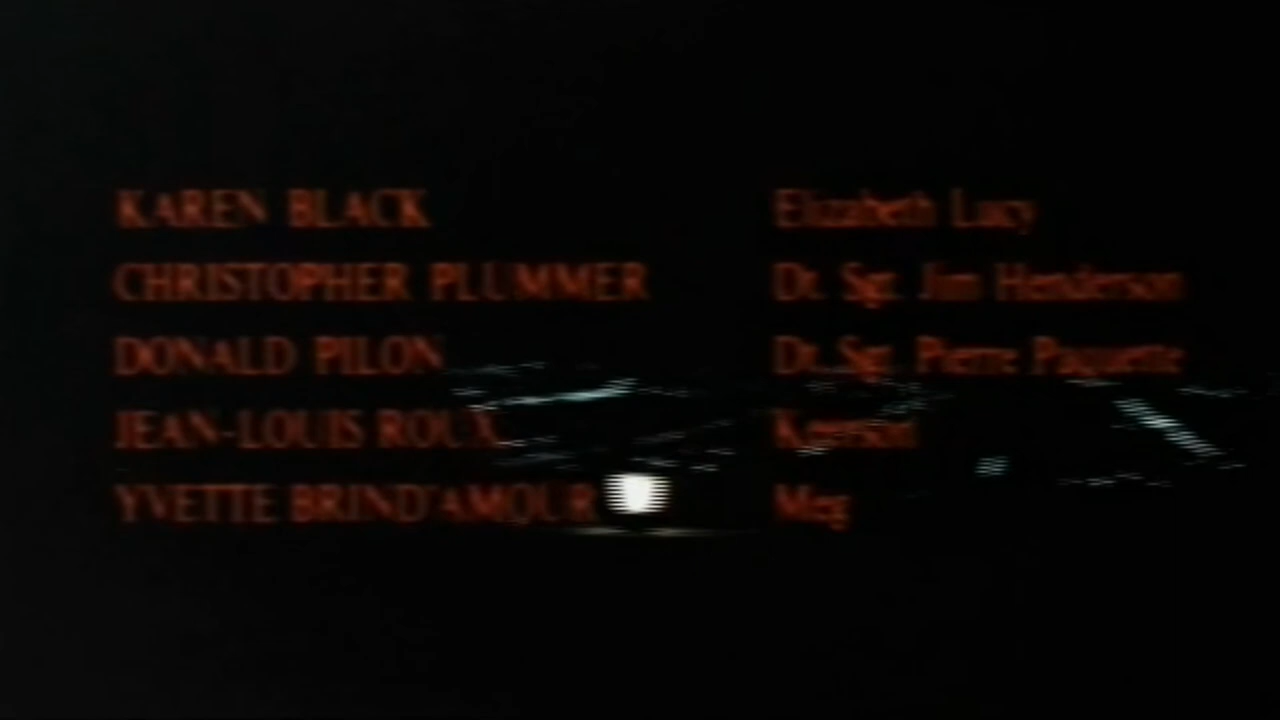 KAREN BLACK Elizabeth Lucy
CHRISTOPHER PLUMMER Dt. Sgt. Jim Henderson
DONALD PILON Dt. Sgt. Pierre Paquette
JEAN-LOUIS ROUX
YVETTE BRIND'AMOUR Meg